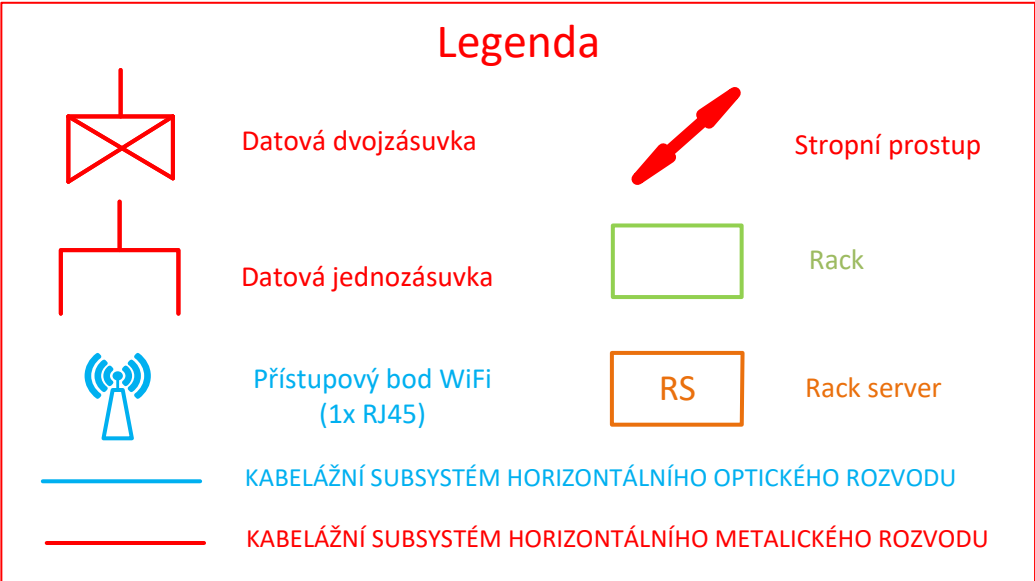 Legenda
Datová dvojzásuvka
Stropní prostup
Datová jednozásuvka
Rack
Přístupový bod WiFi
(1x RJ45)
RS
Rack server
KABELÁŽNÍ SUBSYSTÉM HORIZONTÁLNÍHO OPTICKÉHO ROZVODU
KABELÁŽNÍ SUBSYSTÉM HORIZONTÁLNÍHO METALICKÉHO ROZVODU